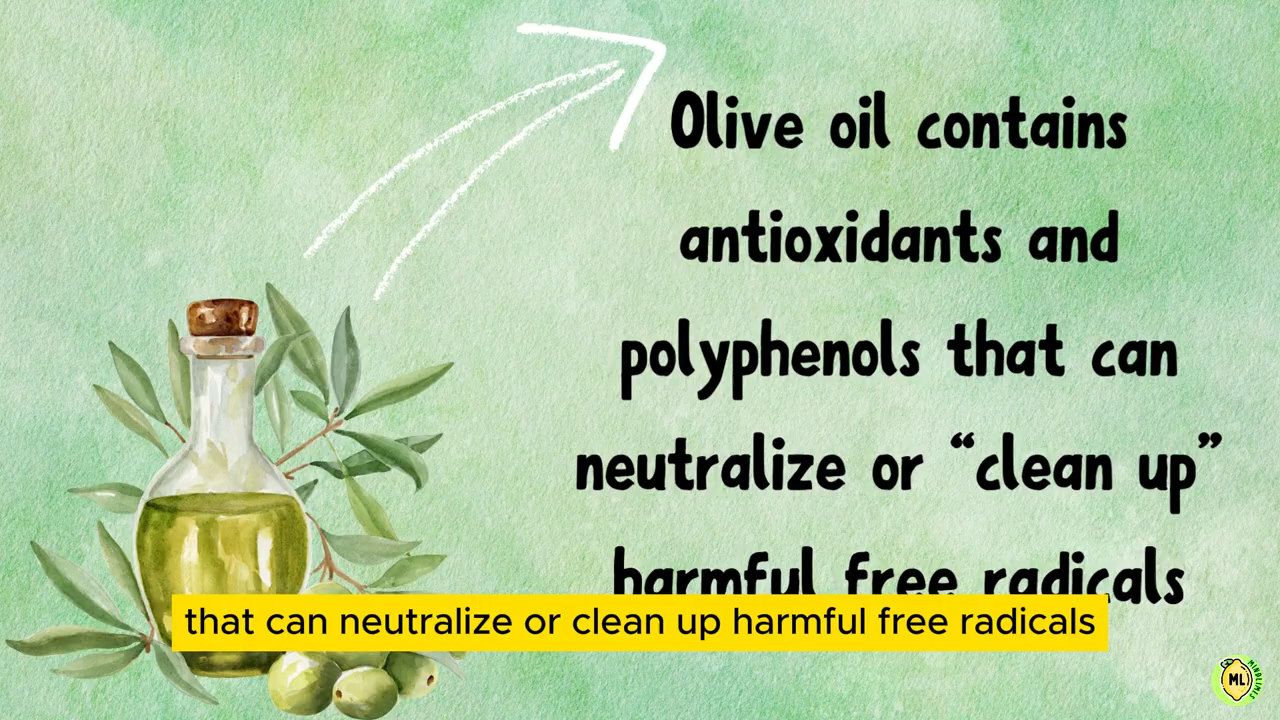 Olive oil contains
antioxidants and
polyphenols that can
neutralize or “clean up”
harmful free radicals
that can neutralize or clean up harmful free radicals
ML